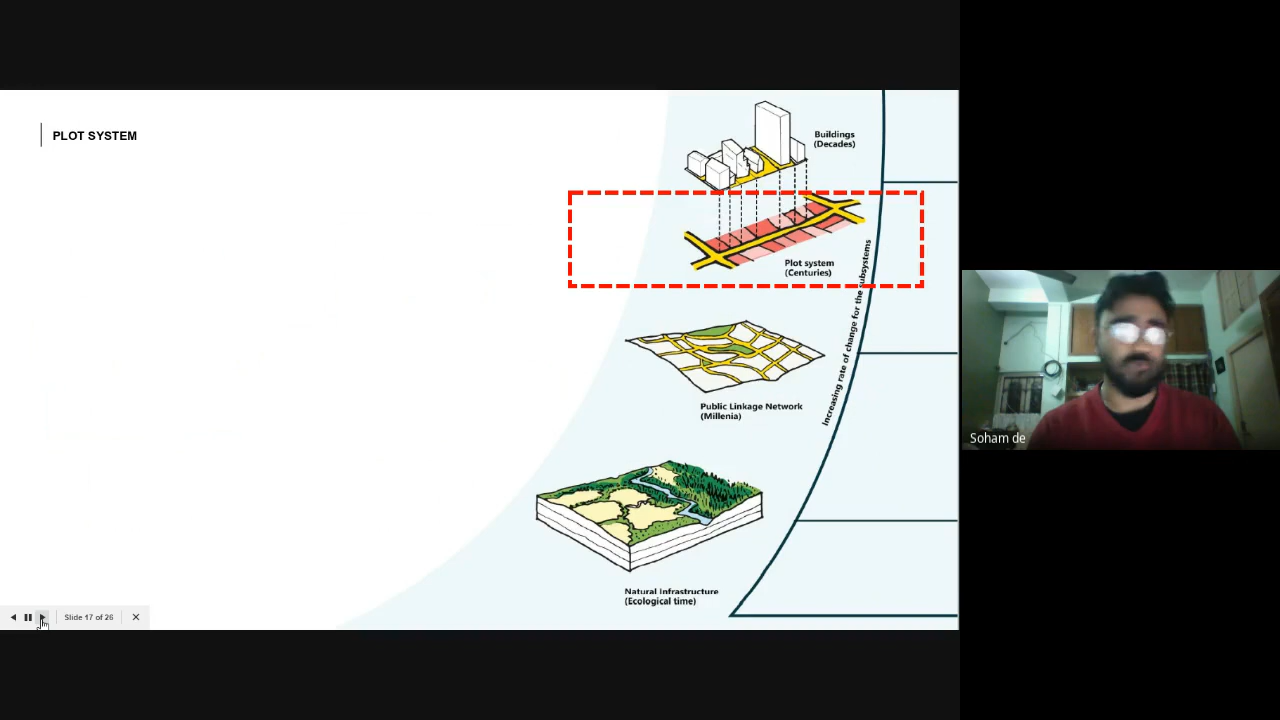 PLOT SYSTEM
Buildings
(Decades)
Plot system
(Centuries)
Increasing rate of change for the subsystems
Public Linkage Network
(Millenia)
Natural Infrastructure
(Ecological time)
Slide 17 of 26
Soham de